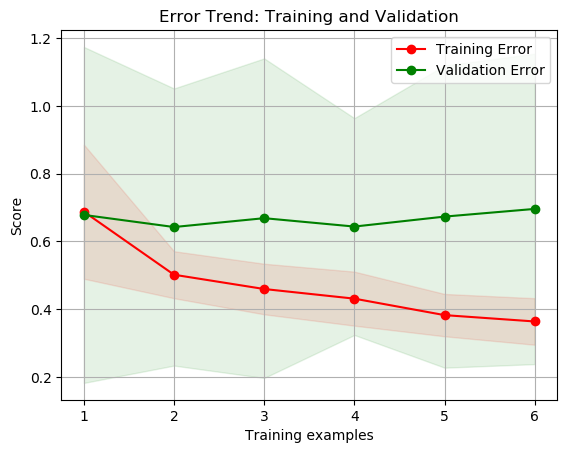 Error Trend: Training and Validation
Training Error
Validation Error
1.2
1.0
0.8
0.6
0.4
0.2
Score
1 2 3 4 5 6
Training examples